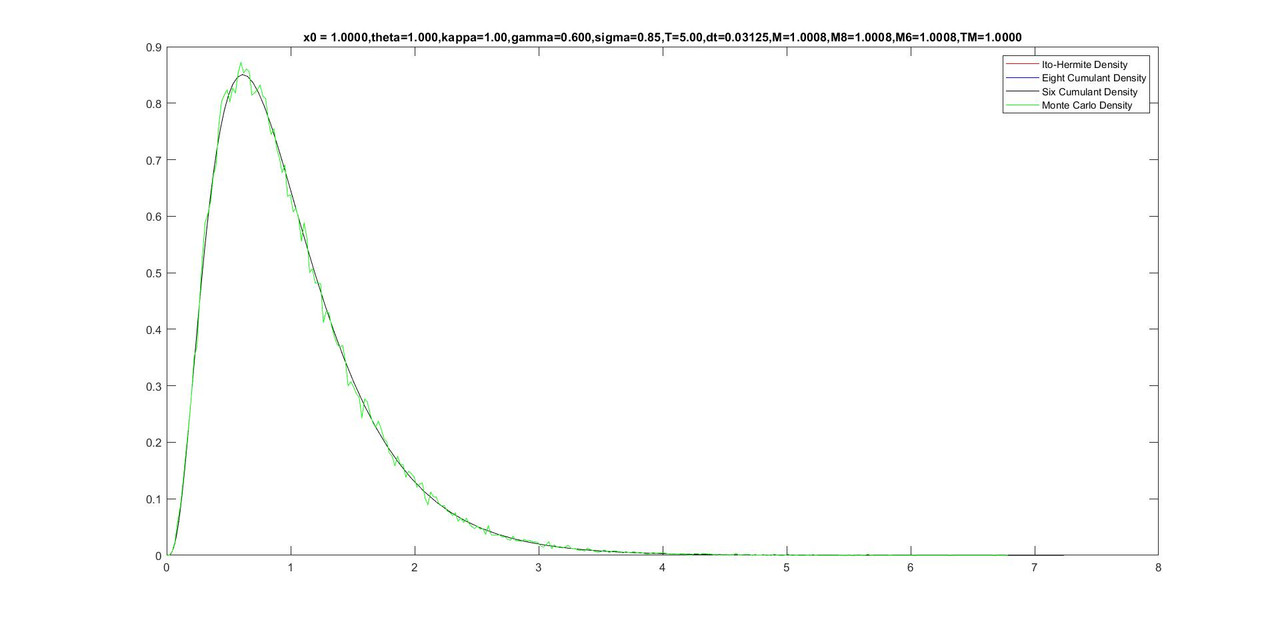 x0 = 1.0000,theta=1.000,kappa=1.00,gamma=0.600,sigma=0.85,T=5.00,dt=0.03125,M=1.0008,M8=1.0008,M6=1.0008,TM=1.0000
Ito-Hermite Density
Eight Cumulant Density
Six Cumulant Density
Monte Carlo Density
0.9
0.8
0.7
0.6
0.5
0.4
0.3
0.2
0.1
0
0 1 2 3 4 5 6 7 8